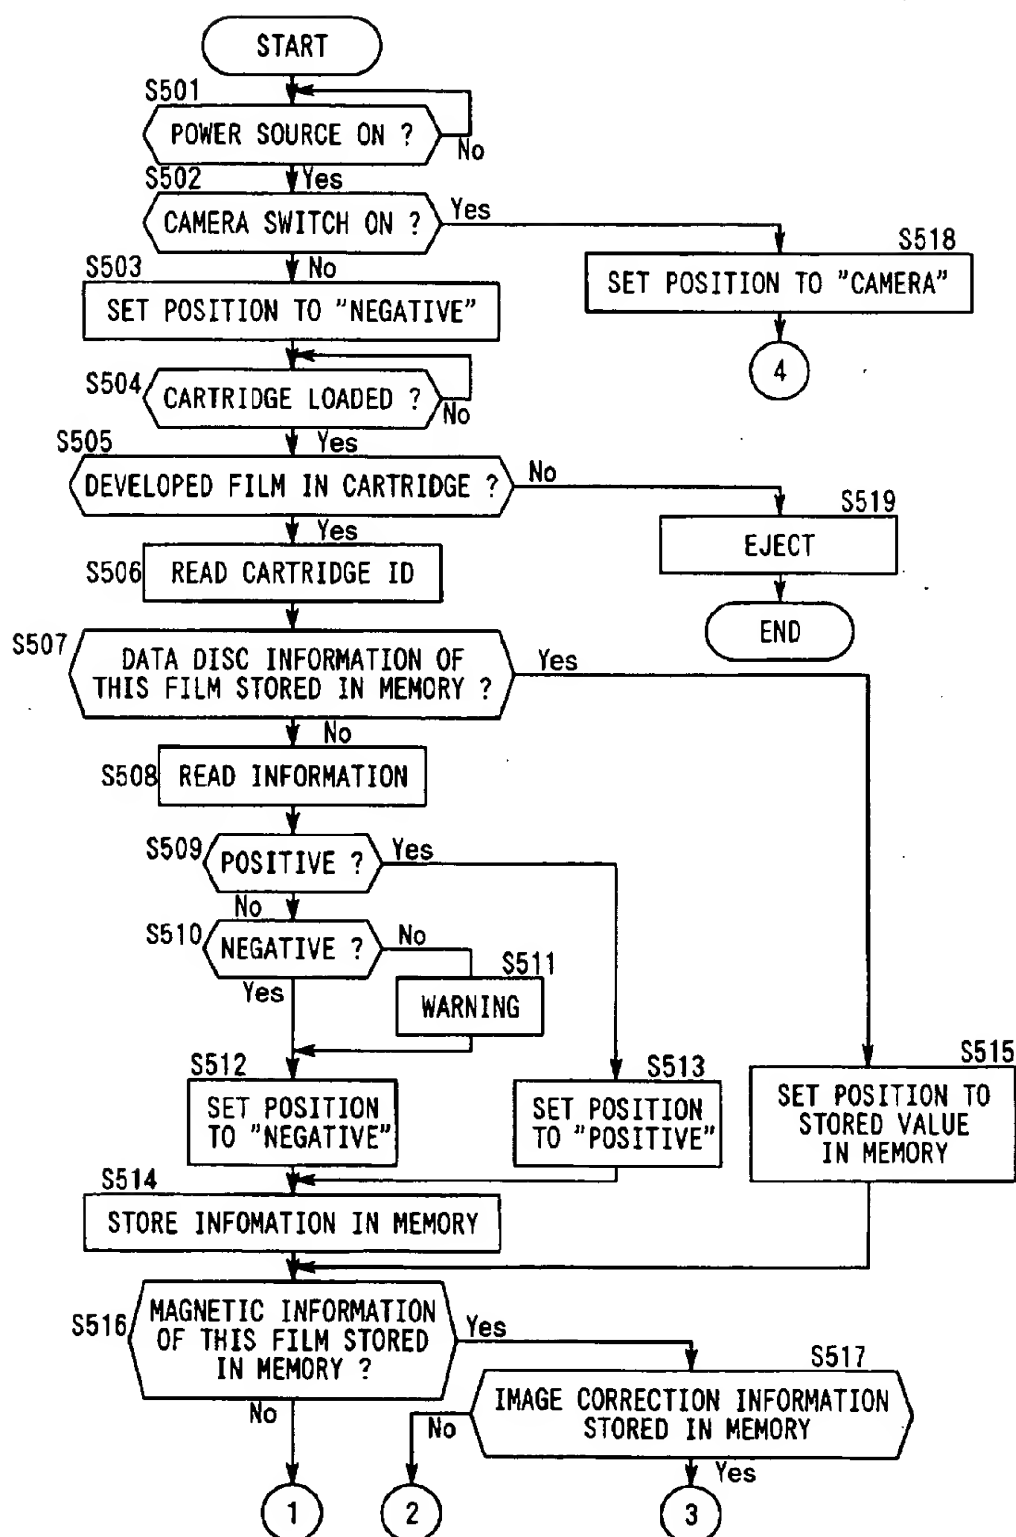 START
S501
POWER SOURCE ON ?
No
S502
Yes
CAMERA SWITCH ON ?
Yes
S518
SET POSITION TO "CAMERA"
4
S503
No
SET POSITION TO "NEGATIVE"
S504
CARTRIDGE LOADED ?
No
S505
Yes
DEVELOPED FILM IN CARTRIDGE ?
No
S519
EJECT
END
Yes
S506
READ CARTRIDGE ID
S507
DATA DISC INFORMATION OF
THIS FILM STORED IN MEMORY ?
Yes
No
S508
READ INFORMATION
S509
POSITIVE ?
Yes
No
S510
NEGATIVE ?
No
S511
WARNING
Yes
S512
SET POSITION
TO "NEGATIVE"
S513
SET POSITION
TO "POSITIVE"
S515
SET POSITION TO
STORED VALUE
IN MEMORY
S514
STORE INFOMATION IN MEMORY
S516
MAGNETIC INFORMATION
OF THIS FILM STORED
IN MEMORY ?
Yes
S517
IMAGE CORRECTION INFORMATION
STORED IN MEMORY
No
No
Yes
1
2
3